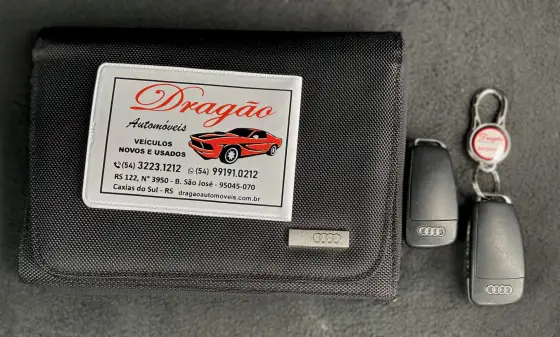 Dragão
Automóveis
VEÍCULOS
NOVOS E USADOS
(54) 3223.1212 (54) 99191.0212
RS 122, N° 3950 - B. São José - 95045-070
Caxias do Sul - RS dragaoautomoveis.com.br
Dragão